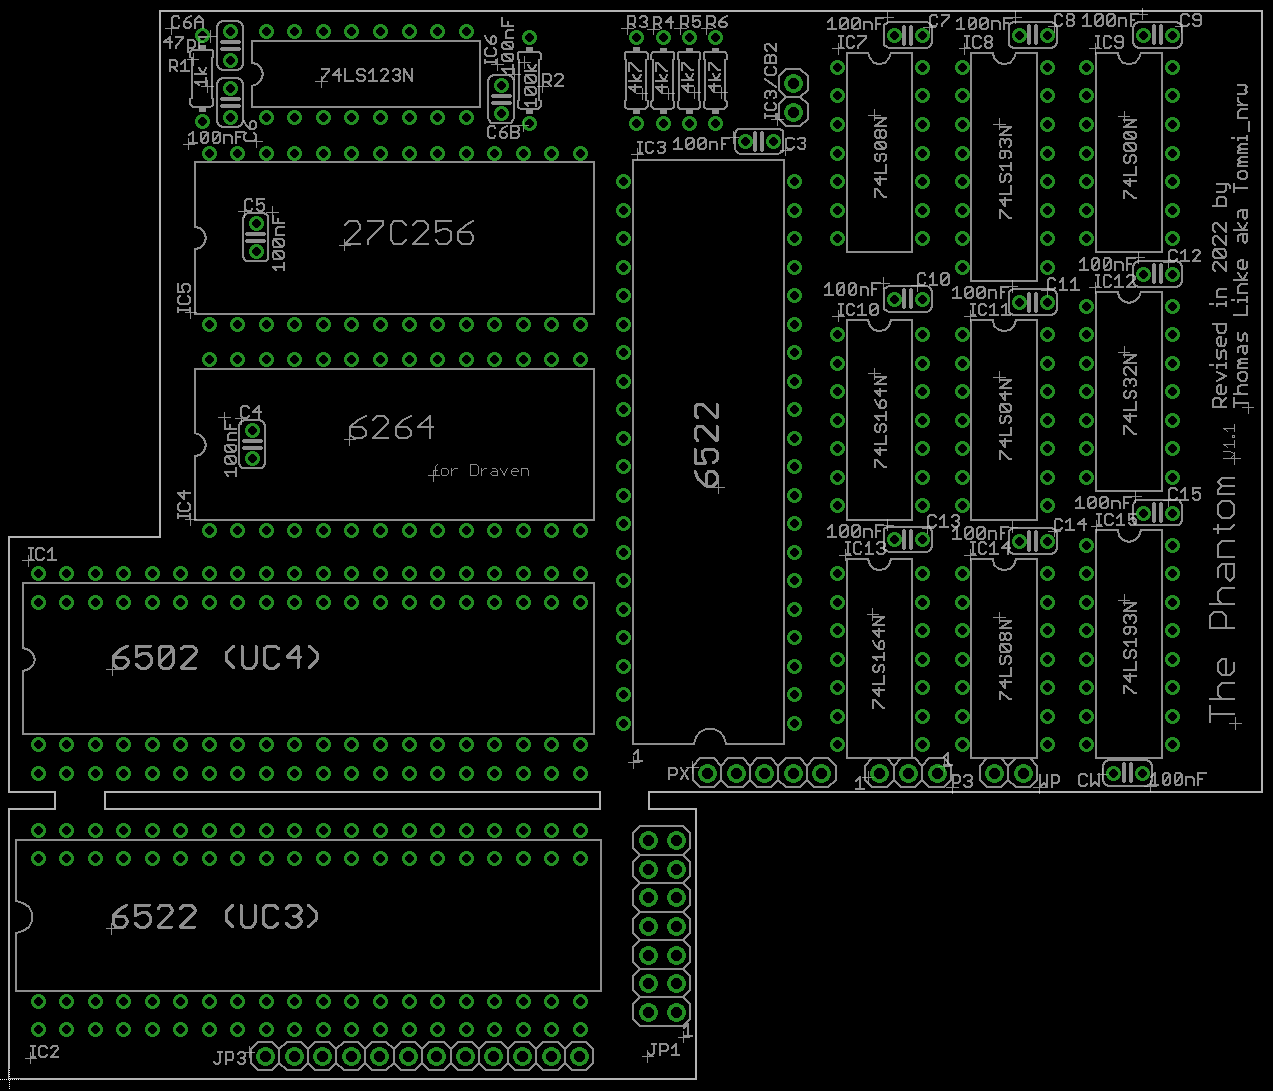 C6A
47pF
R1
1k
100nF
C6
74LS123N
IC6
100nF
C6B
100k
R2
R3 R4 R5 R6
4k7 4k7 4k7 4k7
IC3/CB2
100nF C3
IC3
6522
1
100nF C7
IC7
74LS08N
100nF C8
IC8
74LS193N
100nF C9
IC9
74LS00N
C5
100nF
27C256
IC5
C4
100nF
6264
for Draven
IC4
100nF C10
IC10
74LS164N
100nF C11
IC11
74LS04N
100nF C12
IC12
74LS32N
100nF C13
IC13
74LS164N
100nF C14
IC14
74LS08N
100nF C15
IC15
74LS193N
Revised in 2022 by
Thomas Linke aka Tommi_nrw
The Phantom V1.1
IC1
6502 (UC4)
PX
1
1
P3
WP
CW
100nF
6522 (UC3)
IC2
JP3
1
JP1